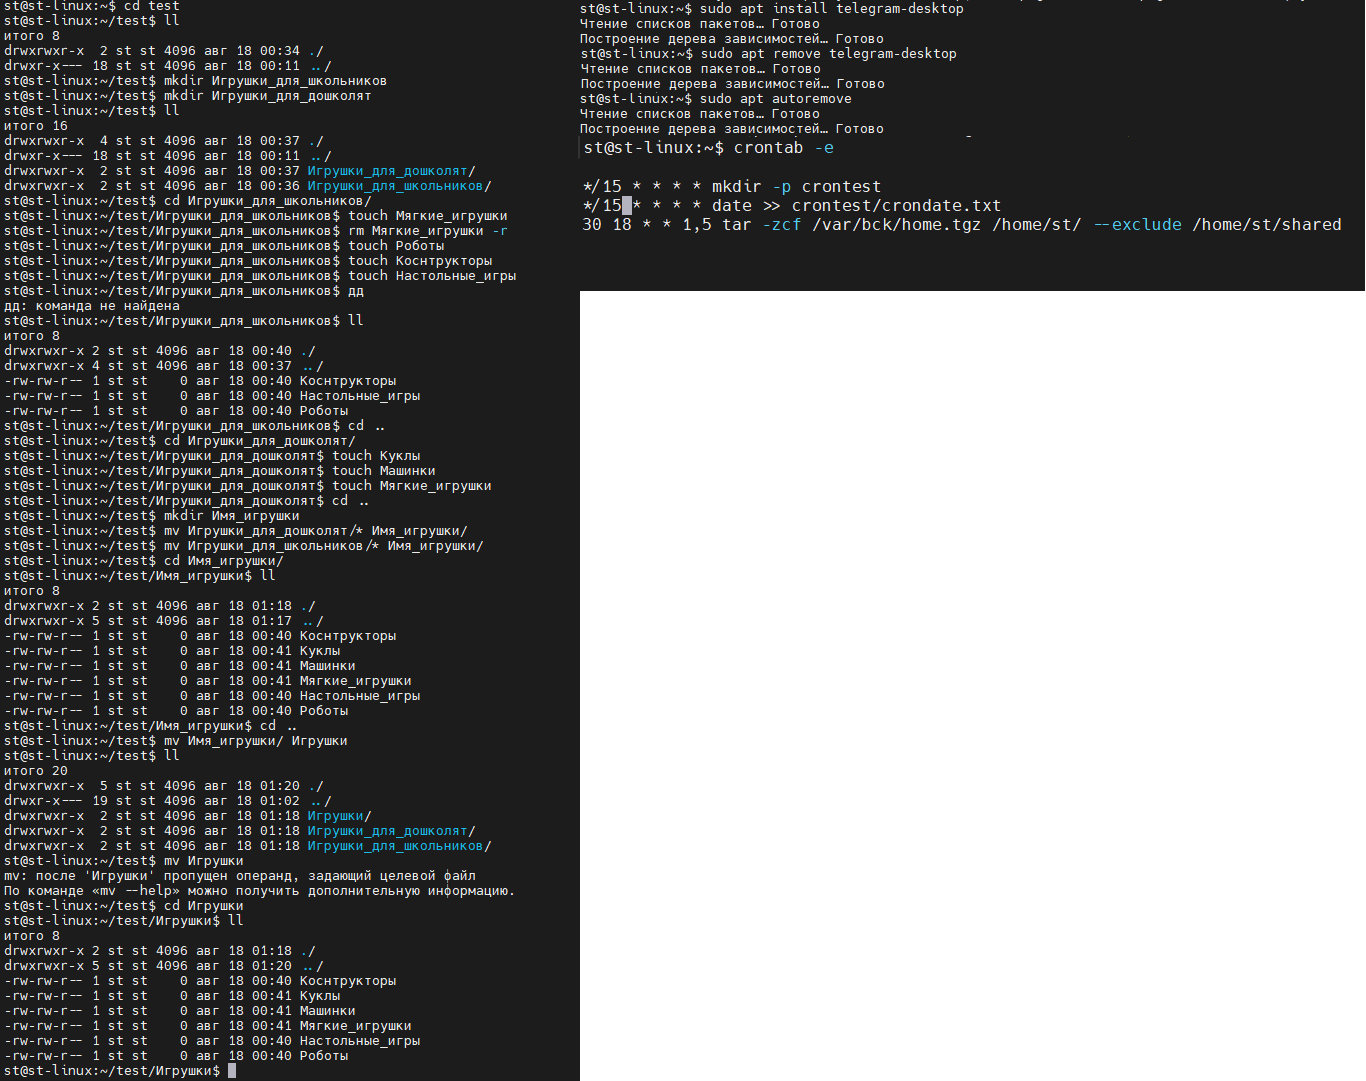 st@st-linux:~$ cd test
st@st-linux:~/test$ ll
итого 8
drwxrwxr-x  2 st st 4096 авг 18 00:34 ./
drwxr-x--- 18 st st 4096 авг 18 00:11 ../
st@st-linux:~/test$ mkdir Игрушки_для_школьников
st@st-linux:~/test$ mkdir Игрушки_для_дошколят
st@st-linux:~/test$ ll
итого 16
drwxrwxr-x  4 st st 4096 авг 18 00:37 ./
drwxr-x--- 18 st st 4096 авг 18 00:11 ../
drwxrwxr-x  2 st st 4096 авг 18 00:37 Игрушки_для_дошколят/
drwxrwxr-x  2 st st 4096 авг 18 00:36 Игрушки_для_школьников/
st@st-linux:~/test$ cd Игрушки_для_школьников/
st@st-linux:~/test/Игрушки_для_школьников$ touch Мягкие_игрушки
st@st-linux:~/test/Игрушки_для_школьников$ rm Мягкие_игрушки -r
st@st-linux:~/test/Игрушки_для_школьников$ touch Роботы
st@st-linux:~/test/Игрушки_для_школьников$ touch Коснтрукторы
st@st-linux:~/test/Игрушки_для_школьников$ touch Настольные_игры
st@st-linux:~/test/Игрушки_для_школьников$ дд
дд: команда не найдена
st@st-linux:~/test/Игрушки_для_школьников$ ll
итого 8
drwxrwxr-x 2 st st 4096 авг 18 00:40 ./
drwxrwxr-x 4 st st 4096 авг 18 00:37 ../
-rw-rw-r-- 1 st st    0 авг 18 00:40 Коснтрукторы
-rw-rw-r-- 1 st st    0 авг 18 00:40 Настольные_игры
-rw-rw-r-- 1 st st    0 авг 18 00:40 Роботы
st@st-linux:~/test/Игрушки_для_школьников$ cd ..
st@st-linux:~/test$ cd Игрушки_для_дошколят/
st@st-linux:~/test/Игрушки_для_дошколят$ touch Куклы
st@st-linux:~/test/Игрушки_для_дошколят$ touch Машинки
st@st-linux:~/test/Игрушки_для_дошколят$ touch Мягкие_игрушки
st@st-linux:~/test/Игрушки_для_дошколят$ cd ..
st@st-linux:~/test$ mkdir Имя_игрушки
st@st-linux:~/test$ mv Игрушки_для_дошколят/* Имя_игрушки/
st@st-linux:~/test$ mv Игрушки_для_школьников/* Имя_игрушки/
st@st-linux:~/test$ cd Имя_игрушки/
st@st-linux:~/test/Имя_игрушки$ ll
итого 8
drwxrwxr-x 2 st st 4096 авг 18 01:18 ./
drwxrwxr-x 5 st st 4096 авг 18 01:17 ../
-rw-rw-r-- 1 st st    0 авг 18 00:40 Коснтрукторы
-rw-rw-r-- 1 st st    0 авг 18 00:41 Куклы
-rw-rw-r-- 1 st st    0 авг 18 00:41 Машинки
-rw-rw-r-- 1 st st    0 авг 18 00:41 Мягкие_игрушки
-rw-rw-r-- 1 st st    0 авг 18 00:40 Настольные_игры
-rw-rw-r-- 1 st st    0 авг 18 00:40 Роботы
st@st-linux:~/test/Имя_игрушки$ cd ..
st@st-linux:~/test$ mv Имя_игрушки/ Игрушки
st@st-linux:~/test$ ll
итого 20
drwxrwxr-x  5 st st 4096 авг 18 01:20 ./
drwxr-x--- 19 st st 4096 авг 18 01:02 ../
drwxrwxr-x  2 st st 4096 авг 18 01:18 Игрушки/
drwxrwxr-x  2 st st 4096 авг 18 01:18 Игрушки_для_дошколят/
drwxrwxr-x  2 st st 4096 авг 18 01:18 Игрушки_для_школьников/
st@st-linux:~/test$ mv Игрушки
mv: после 'Игрушки' пропущен операнд, задающий целевой файл
По команде «mv --help» можно получить дополнительную информацию.
st@st-linux:~/test$ cd Игрушки
st@st-linux:~/test/Игрушки$ ll
итого 8
drwxrwxr-x 2 st st 4096 авг 18 01:18 ./
drwxrwxr-x 5 st st 4096 авг 18 01:20 ../
-rw-rw-r-- 1 st st    0 авг 18 00:40 Коснтрукторы
-rw-rw-r-- 1 st st    0 авг 18 00:41 Куклы
-rw-rw-r-- 1 st st    0 авг 18 00:41 Машинки
-rw-rw-r-- 1 st st    0 авг 18 00:41 Мягкие_игрушки
-rw-rw-r-- 1 st st    0 авг 18 00:40 Настольные_игры
-rw-rw-r-- 1 st st    0 авг 18 00:40 Роботы
st@st-linux:~/test/Игрушки$
st@st-linux:~$ sudo apt install telegram-desktop
Чтение списков пакетов… Готово
Построение дерева зависимостей… Готово
st@st-linux:~$ sudo apt remove telegram-desktop
Чтение списков пакетов… Готово
Построение дерева зависимостей… Готово
st@st-linux:~$ sudo apt autoremove
Чтение списков пакетов… Готово
Построение дерева зависимостей… Готово
st@st-linux:~$ crontab -e
*/15 * * * * mkdir -p crontest
*/15 * * * * date >> crontest/crondate.txt
30 18 * * 1,5 tar -zcf /var/bck/home.tgz /home/st/ --exclude /home/st/shared